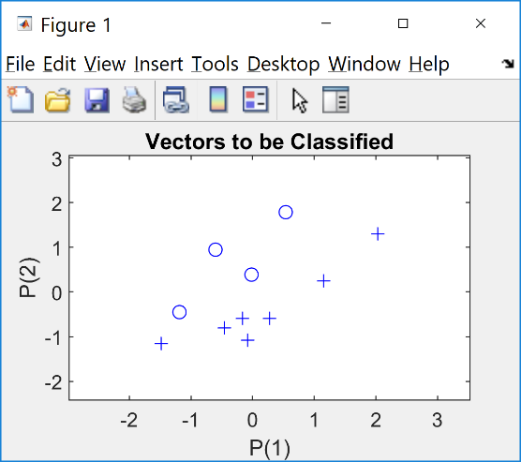 Figure 1
File Edit View Insert Tools Desktop Window Help
Vectors to be Classified
3
2
1
0
-1
-2
P(2)
-2 -1 0 1 2 3
P(1)